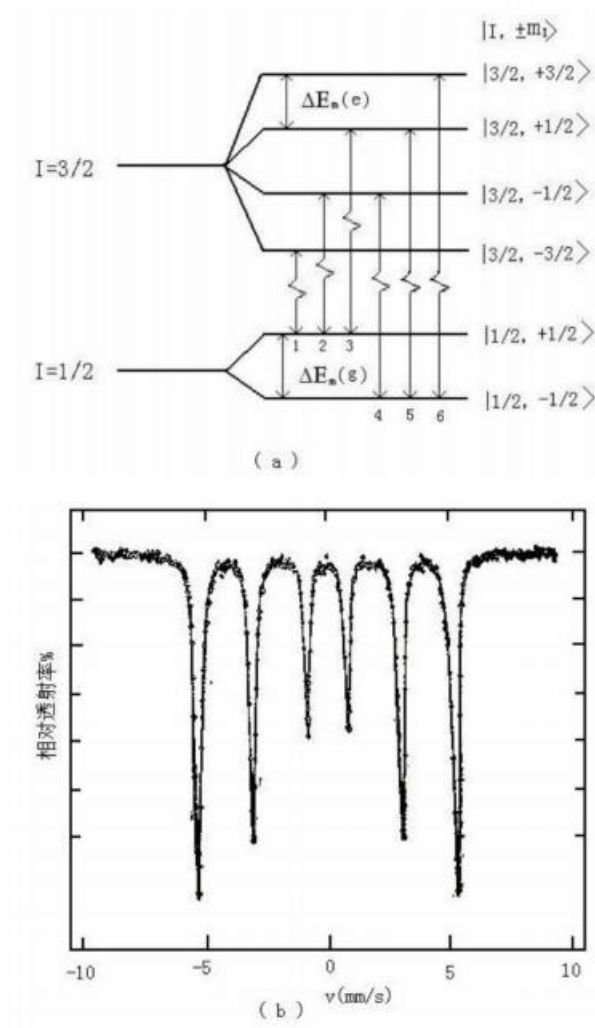 |I, ±m_I⟩
|3/2, +3/2⟩
ΔE_m(e)
|3/2, +1/2⟩
I=3/2
|3/2, -1/2⟩
|3/2, -3/2⟩
|1/2, +1/2⟩
1 2 3
I=1/2
ΔE_m(g)
|1/2, -1/2⟩
4 5 6
( a )
相对透射率%
-10 -5 0 5 10
v(mm/s)
( b )